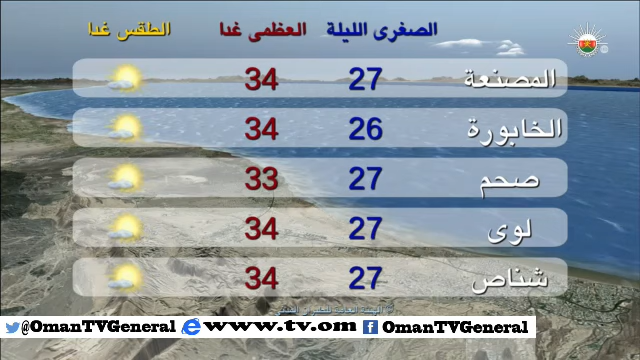 الصغرى الليلة العظمى غدا الطقس غدا
المصنعة 27 34
الخابورة 26 34
صحم 27 33
لوى 27 34
شناص 27 34
@OmanTVGeneral www.tv.om OmanTVGeneral